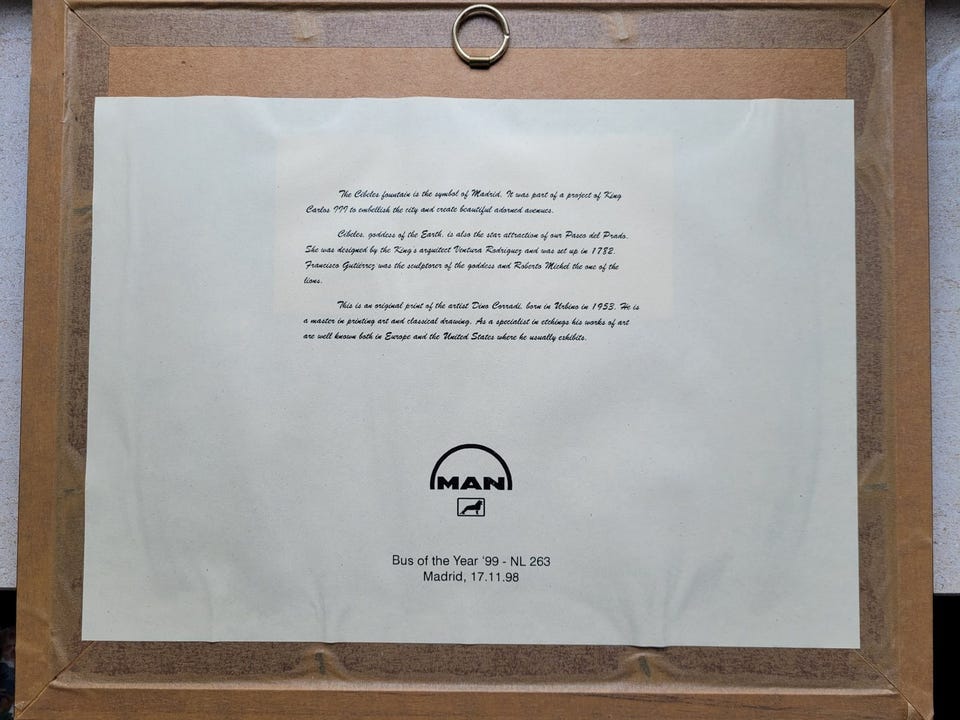 The Cibeles fountain is the symbol of Madrid. It was part of a project of King
Carlos III to embellish the city and create beautiful adorned avenues.
Cibeles, goddess of the Earth, is also the star attraction of our Paseo del Prado.
She was designed by the King's arquitect Ventura Rodriguez and was set up in 1782.
Francisco Gutiérrez was the sculptorer of the goddess and Roberto Michel the one of the
lions.
This is an original print of the artist Dino Corradi, born in Urbino in 1953. He is
a master in printing art and classical drawing. As a specialist in etchings his works of art
are well known both in Europe and the United States where he usually exhibits.
MAN
Bus of the Year '99 - NL 263
Madrid, 17.11.98